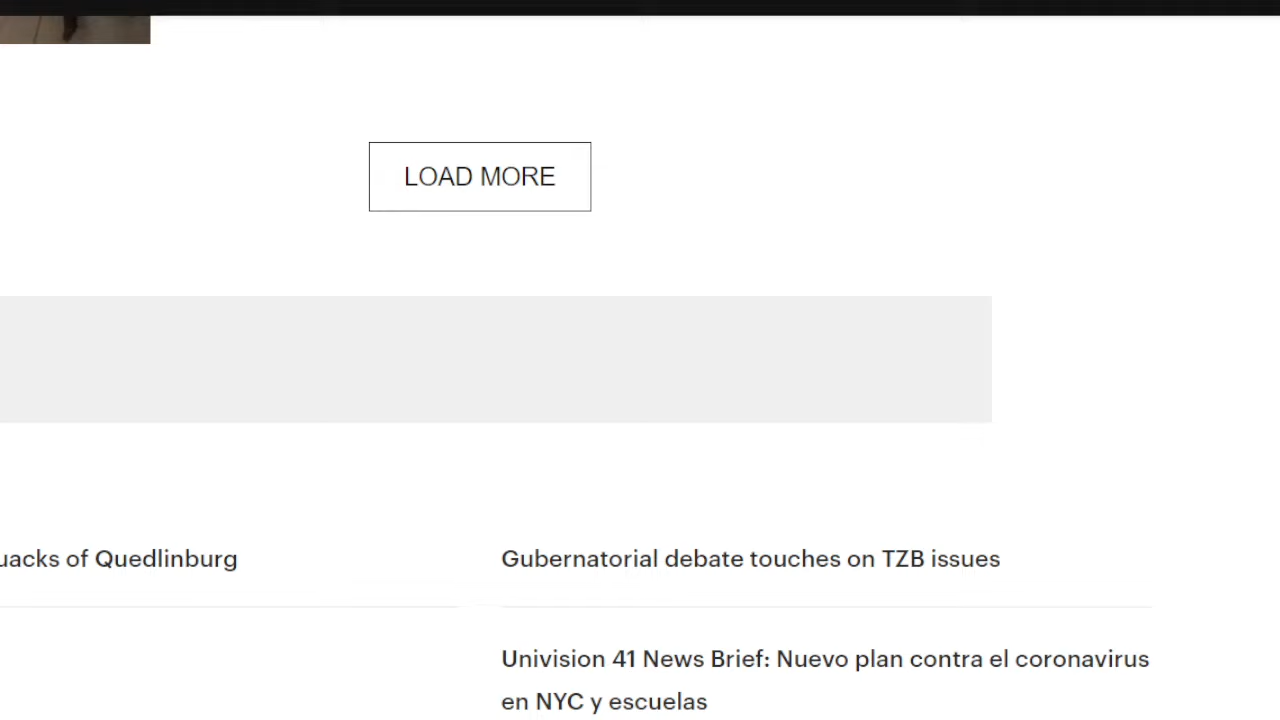 LOAD MORE
of Quedlinburg
Gubernatorial debate touches on TZB issues
Univision 41 News Brief: Nuevo plan contra el coronavirus
en NYC y escuelas